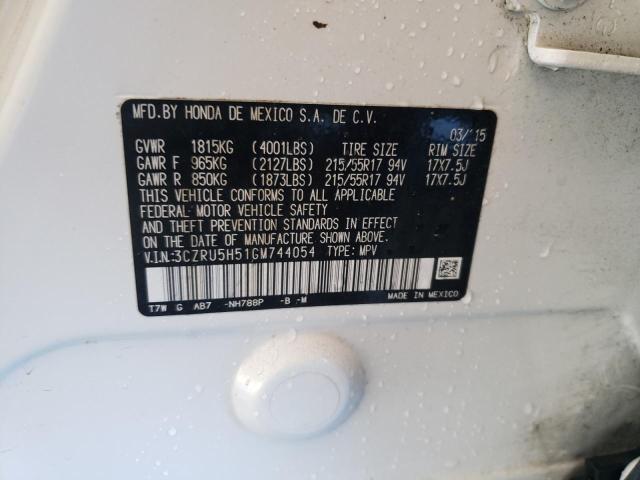 MFD.BY HONDA DE MEXICO S.A. DE C.V.
03/'15
GVWR 1815KG (4001LBS) TIRE SIZE RIM SIZE
GAWR F 965KG (2127LBS) 215/55R17 94V 17X7.5J
GAWR R 850KG (1873LBS) 215/55R17 94V 17X7.5J
THIS VEHICLE CONFORMS TO ALL APPLICABLE
FEDERAL MOTOR VEHICLE SAFETY
AND THEFT PREVENTION STANDARDS IN EFFECT
ON THE DATE OF MANUFACTURE SHOWN ABOVE.
V.I.N:3CZRU5H51GM744054 TYPE: MPV
T7W G AB7 -NH788P -B -M
MADE IN MEXICO